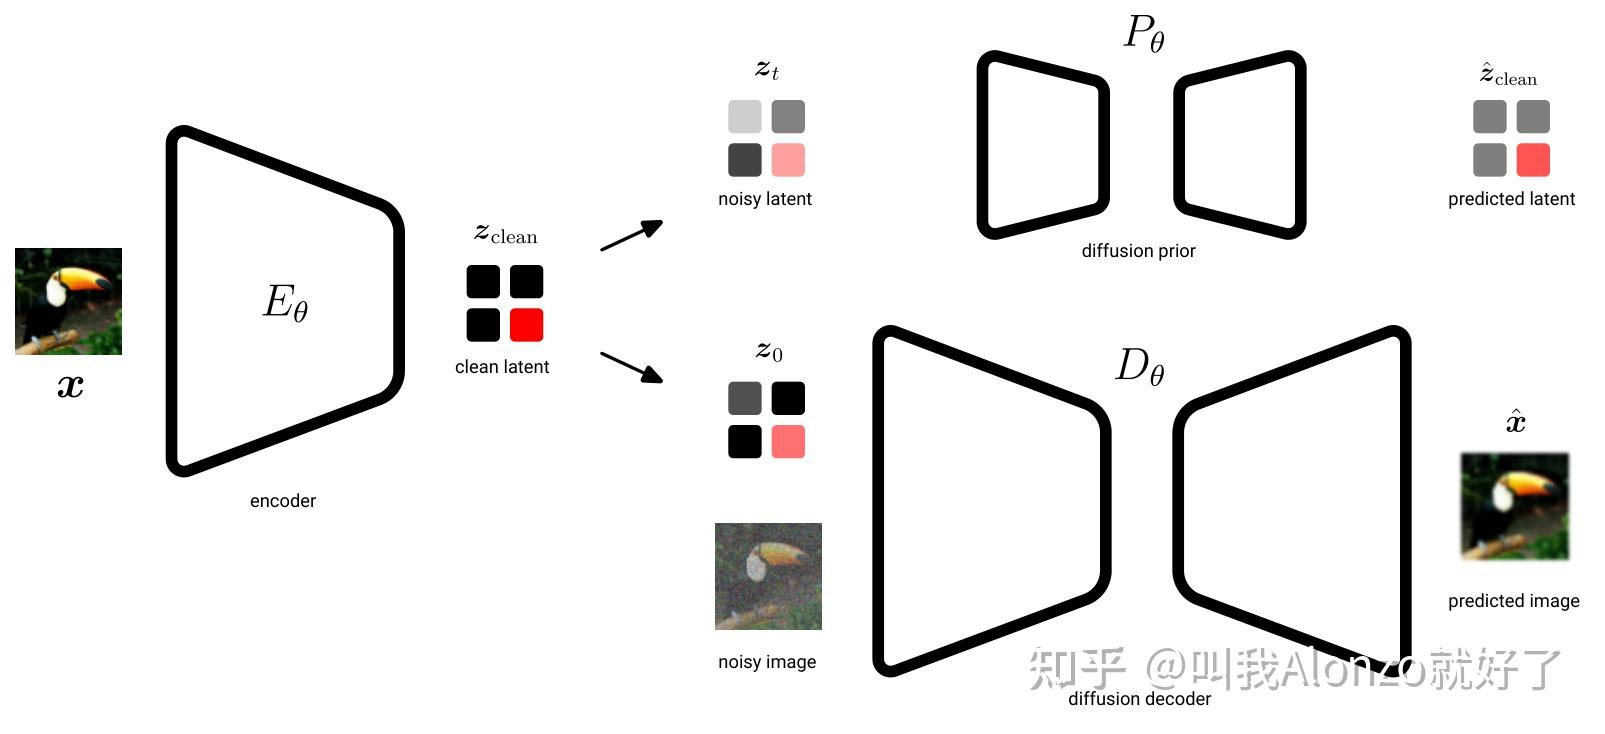 x
E_θ
encoder
z_clean
clean latent
z_t
noisy latent
P_θ
diffusion prior
ẑ_clean
predicted latent
z_0
noisy image
D_θ
diffusion decoder
x̂
predicted image
知乎 @叫我Alonzo就好了